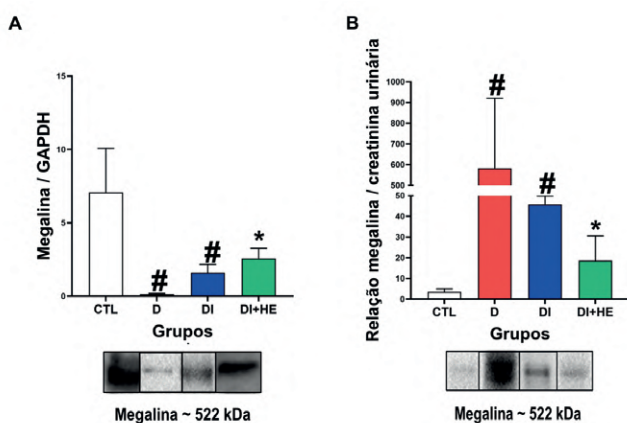 A
Megalina / GAPDH
15
10
5
0
#
#
*
CTL D DI DI+HE
Grupos
Megalina ~ 522 kDa
B
Relação megalina / creatinina urinária
1000
900
800
700
600
500
50
40
30
20
10
0
#
#
*
CTL D DI DI+HE
Grupos
Megalina ~ 522 kDa